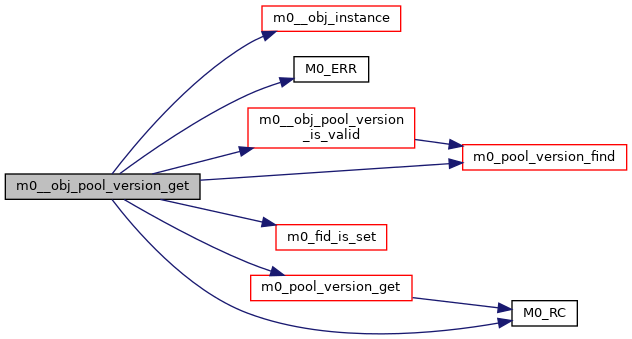 m0__obj_instance
M0_ERR
m0__obj_pool_version
_is_valid
m0_pool_version_find
m0__obj_pool_version_get
m0_fid_is_set
m0_pool_version_get
M0_RC